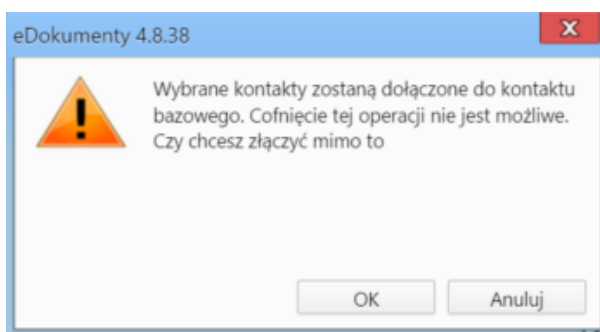 eDokumenty 4.8.38
Wybrane kontakty zostaną dołączone do kontaktu
bazowego. Cofnięcie tej operacji nie jest możliwe.
Czy chcesz złączyć mimo to
OK
Anuluj